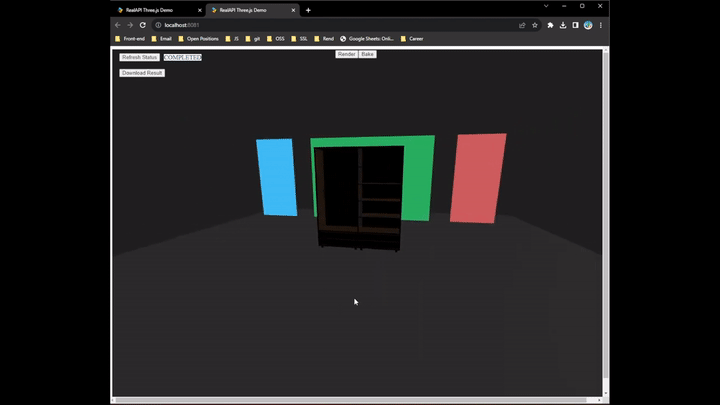 RealAPI Three.js Demo
RealAPI Three.js Demo
localhost:8081
Front-end Email Open Positions JS git OSS SSL Rend Google Sheets: Onli... Career
Refresh Status COMPLETED
Render Bake
Download Result